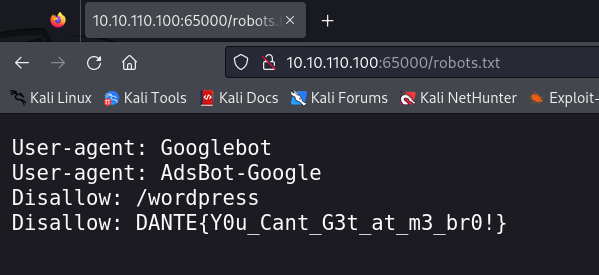 10.10.110.100:65000/robots.t
10.10.110.100:65000/robots.txt
Kali Linux Kali Tools Kali Docs Kali Forums Kali NetHunter Exploit-
User-agent: Googlebot
User-agent: AdsBot-Google
Disallow: /wordpress
Disallow: DANTE{Y0u_Cant_G3t_at_m3_br0!}